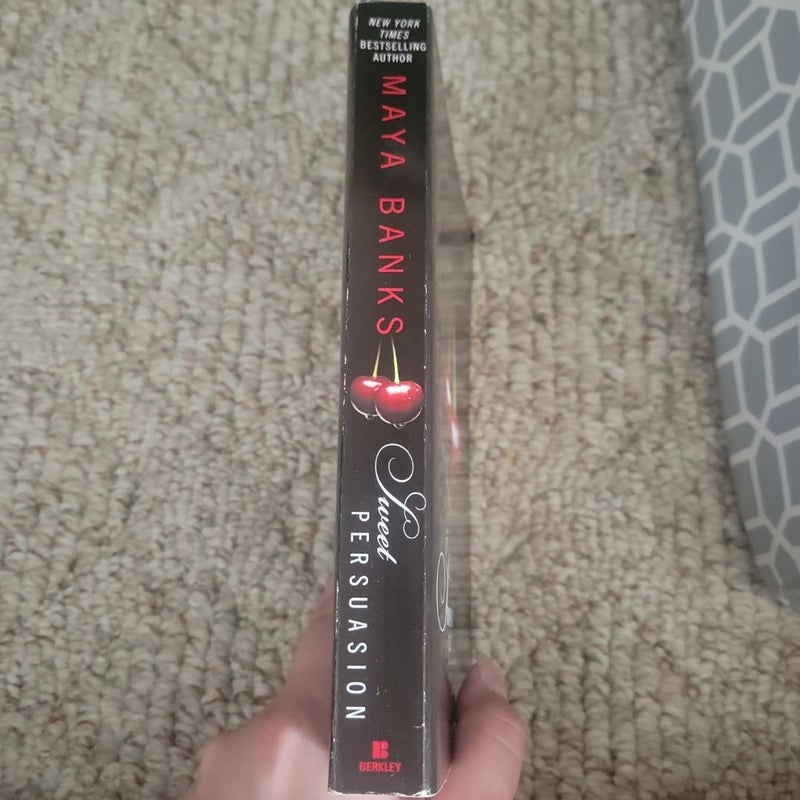 NEW YORK
TIMES
BESTSELLING
AUTHOR
MAYA BANKS
Sweet
PERSUASION
B
BERKLEY